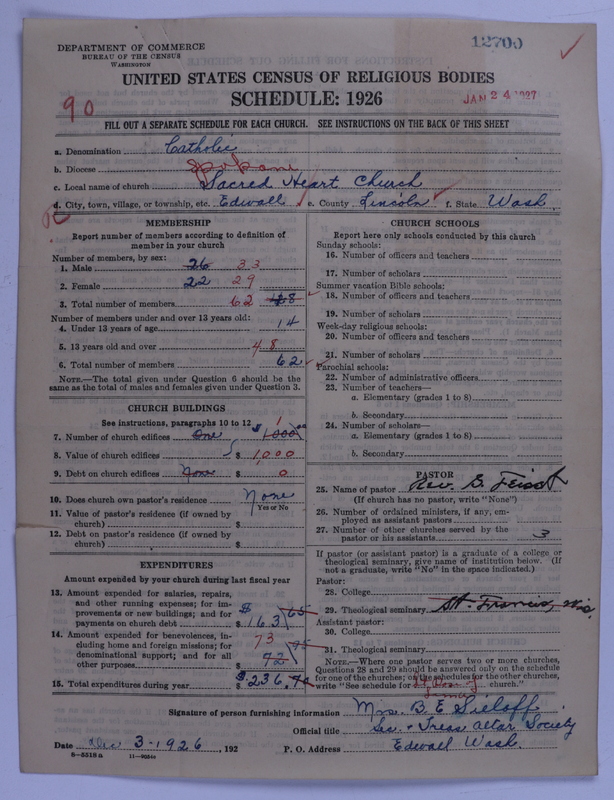 DEPARTMENT OF COMMERCE
BUREAU OF THE CENSUS
WASHINGTON
12700
UNITED STATES CENSUS OF RELIGIOUS BODIES
SCHEDULE: 1926
90
JAN 24 1927
FILL OUT A SEPARATE SCHEDULE FOR EACH CHURCH. SEE INSTRUCTIONS ON THE BACK OF THIS SHEET
a. Denomination Catholic
b. Diocese Spokane
c. Local name of church Sacred Heart Church
d. City, town, village, or township, etc. Edwall e. County Lincoln f. State Wash
MEMBERSHIP
Report number of members according to definition of
member in your church
Number of members, by sex:
1. Male 26 33
2. Female 22 29
3. Total number of members 62 48
Number of members under and over 13 years old:
4. Under 13 years of age 14
5. 13 years old and over 48
6. Total number of members 62
NOTE.—The total given under Question 6 should be
the same as the total of males and females given under Question 3.
CHURCH BUILDINGS
See instructions, paragraphs 10 to 12
7. Number of church edifices One 1 $1000.00
8. Value of church edifices $ 1,000
9. Debt on church edifices None $ 0
10. Does church own pastor's residence None
Yes or No
11. Value of pastor's residence (if owned by
church) $
12. Debt on pastor's residence (if owned by
church) $
EXPENDITURES
Amount expended by your church during last fiscal year
13. Amount expended for salaries, repairs,
and other running expenses; for im-
provements or new buildings; and for
payments on church debt $ 163 65
14. Amount expended for benevolences, in-
cluding home and foreign missions; for
denominational support; and for all
other purposes 73 $ 72
15. Total expenditures during year $ 236.40
CHURCH SCHOOLS
Report here only schools conducted by this church
Sunday schools:
16. Number of officers and teachers
17. Number of scholars
Summer vacation Bible schools:
18. Number of officers and teachers
19. Number of scholars
Week-day religious schools:
20. Number of officers and teachers
21. Number of scholars
Parochial schools:
22. Number of administrative officers
23. Number of teachers—
a. Elementary (grades 1 to 8)
b. Secondary
24. Number of scholars—
a. Elementary (grades 1 to 8)
b. Secondary
PASTOR
25. Name of pastor Rev. B. Feiset
(If church has no pastor, write "None")
26. Number of ordained ministers, if any, em-
ployed as assistant pastors
27. Number of other churches served by the
pastor or his assistants 3
If pastor (or assistant pastor) is a graduate of a college or
theological seminary, give name of institution below. (If
not a graduate, write "No" in the space indicated.)
Pastor:
28. College
29. Theological seminary St. Francis, Wis.
Assistant pastor:
30. College
31. Theological seminary
NOTE.—Where one pastor serves two or more churches,
Questions 28 and 29 should be answered only on the schedule
for one of the churches; on the schedules for the other churches,
write "See schedule for church."
Signature of person furnishing information Mrs. B E Sieloff
Official title Sec. + Treas altar Society
Date Dec 3-1926, 192 P. O. Address Edwall Wash.
8—5518 a